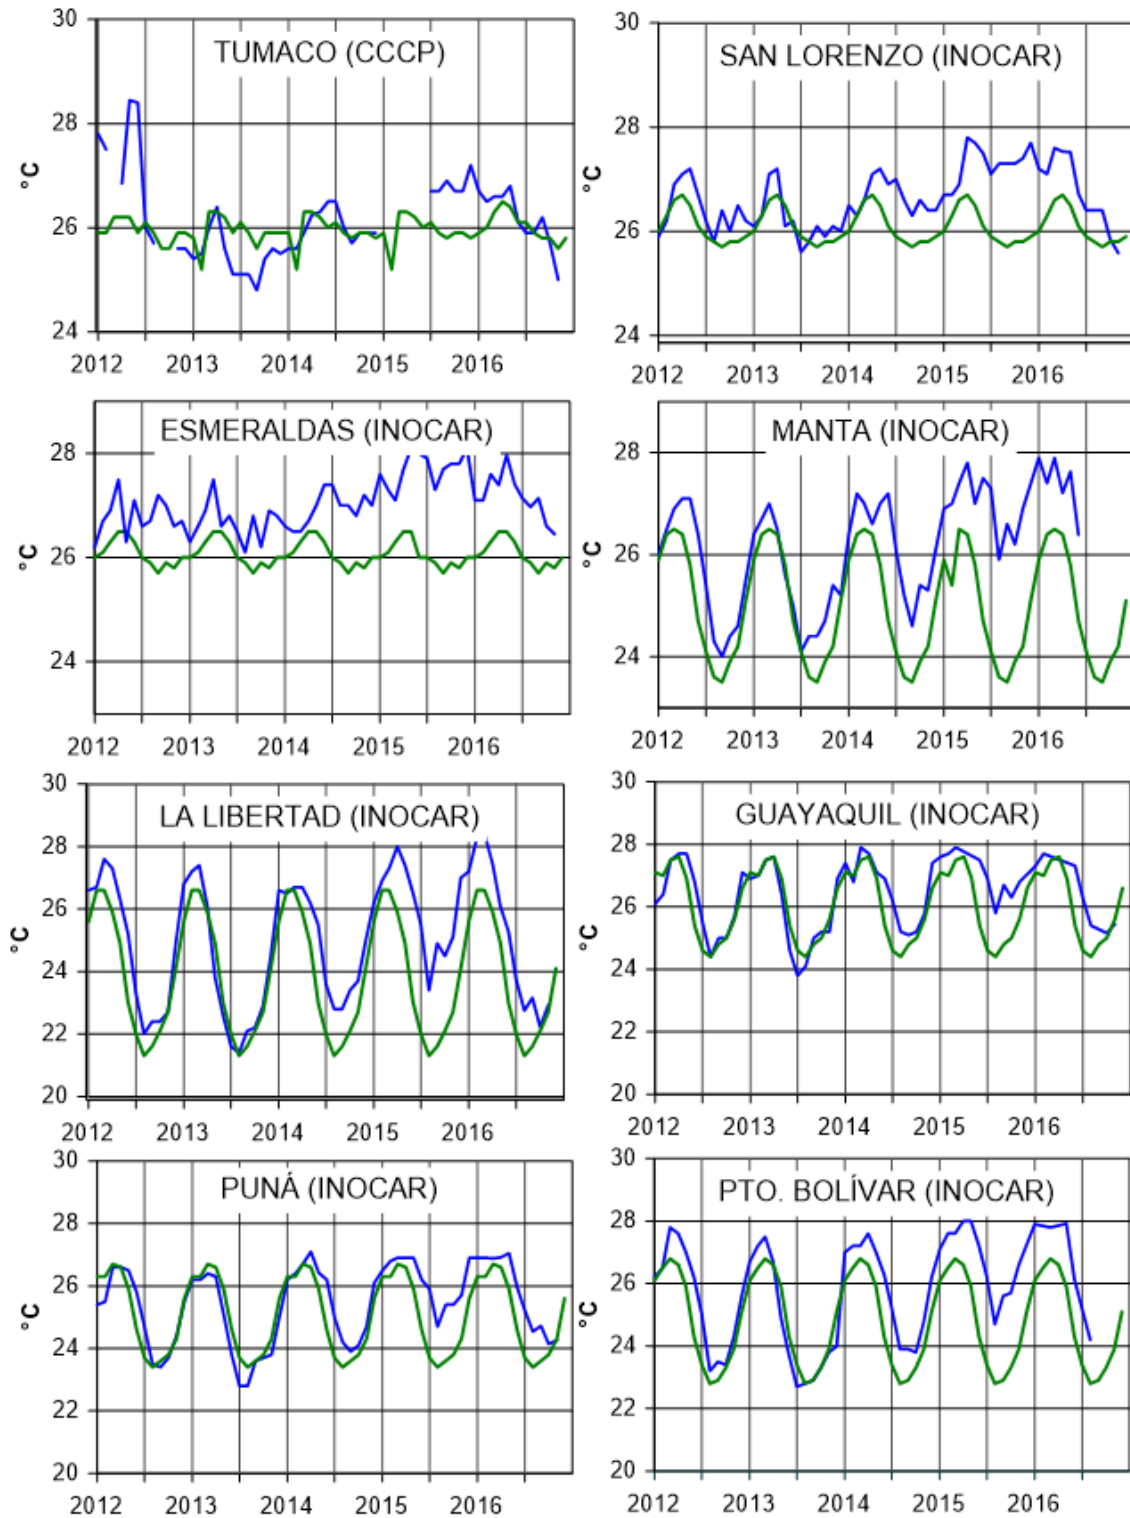 30
TUMACO (CCCP)
28
°C
26
24
2012 2013 2014 2015 2016
30
SAN LORENZO (INOCAR)
28
°C
26
24
2012 2013 2014 2015 2016
ESMERALDAS (INOCAR)
28
°C
26
24
2012 2013 2014 2015 2016
MANTA (INOCAR)
28
°C
26
24
2012 2013 2014 2015 2016
30
LA LIBERTAD (INOCAR)
28
26
°C
24
22
20
2012 2013 2014 2015 2016
30
GUAYAQUIL (INOCAR)
28
26
°C
24
22
20
2012 2013 2014 2015 2016
30
PUNÁ (INOCAR)
28
26
°C
24
22
20
2012 2013 2014 2015 2016
30
PTO. BOLÍVAR (INOCAR)
28
26
°C
24
22
20
2012 2013 2014 2015 2016